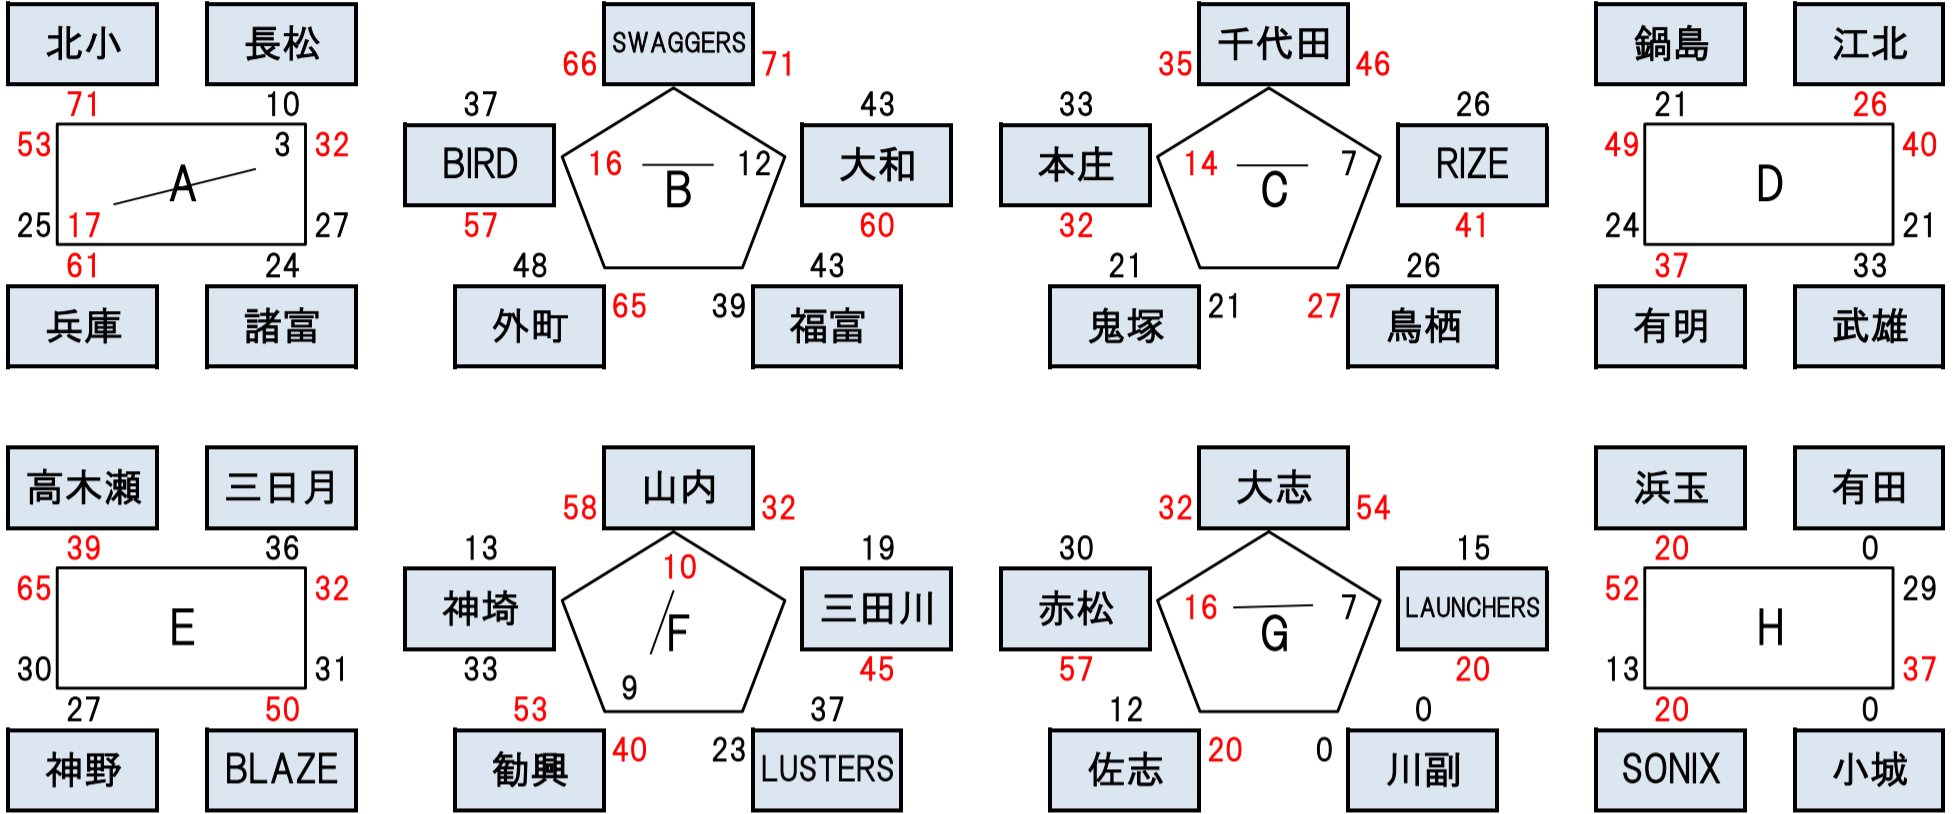 北小 長松 SWAGGERS 千代田 鍋島 江北
66 71 35 46
71 10 37 43 33 26 21 26
53 3 32 BIRD 16 12 大和 本庄 14 7 RIZE 49 40
A B C D
25 17 27 57 60 32 41 24 21
61 24 48 43 21 26 37 33
兵庫 諸富 外町 65 39 福富 鬼塚 21 27 鳥栖 有明 武雄
高木瀬 三日月 山内 大志 浜玉 有田
58 32 32 54
39 36 13 10 19 30 15 20 0
65 32 神埼 三田川 赤松 16 7 LAUNCHERS 52 29
E F G H
30 31 33 9 45 57 20 13 37
27 50 53 37 12 0 20 0
神野 BLAZE 勧興 40 23 LUSTERS 佐志 20 0 川副 SONIX 小城